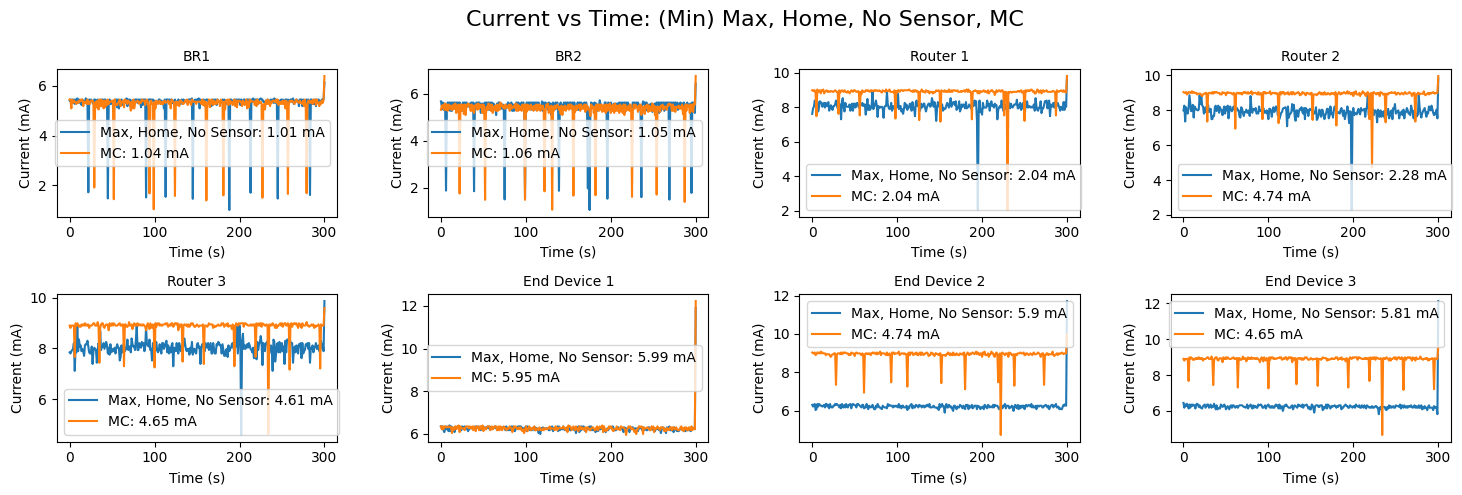 Current vs Time: (Min) Max, Home, No Sensor, MC
BR1
Current (mA)
6
4
2
Max, Home, No Sensor: 1.01 mA
MC: 1.04 mA
0 100 200 300
Time (s)
BR2
Current (mA)
6
4
2
Max, Home, No Sensor: 1.05 mA
MC: 1.06 mA
0 100 200 300
Time (s)
Router 1
Current (mA)
10
8
6
4
2
Max, Home, No Sensor: 2.04 mA
MC: 2.04 mA
0 100 200 300
Time (s)
Router 2
Current (mA)
10
8
6
4
2
Max, Home, No Sensor: 2.28 mA
MC: 4.74 mA
0 100 200 300
Time (s)
Router 3
Current (mA)
10
8
6
Max, Home, No Sensor: 4.61 mA
MC: 4.65 mA
0 100 200 300
Time (s)
End Device 1
Current (mA)
12
10
8
6
Max, Home, No Sensor: 5.99 mA
MC: 5.95 mA
0 100 200 300
Time (s)
End Device 2
Current (mA)
12
10
8
6
Max, Home, No Sensor: 5.9 mA
MC: 4.74 mA
0 100 200 300
Time (s)
End Device 3
Current (mA)
12
10
8
6
Max, Home, No Sensor: 5.81 mA
MC: 4.65 mA
0 100 200 300
Time (s)